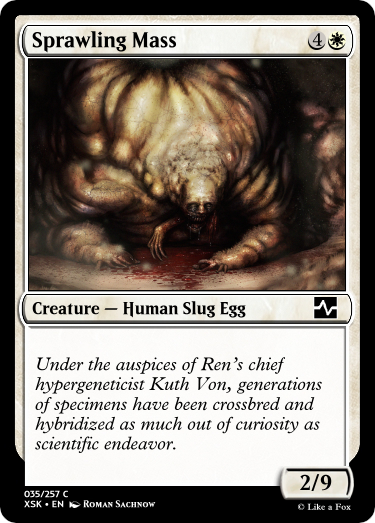 Sprawling Mass 4
Creature — Human Slug Egg
Under the auspices of Ren's chief
hypergeneticist Kuth Von, generations
of specimens have been crossbred and
hybridized as much out of curiosity as
scientific endeavor.
2/9
035/257 C
XSK • EN Roman Sachnow
© Like a Fox